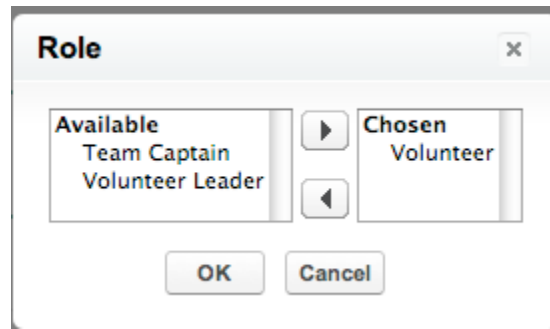 Role
Available
Team Captain
Volunteer Leader
Chosen
Volunteer
OK
Cancel